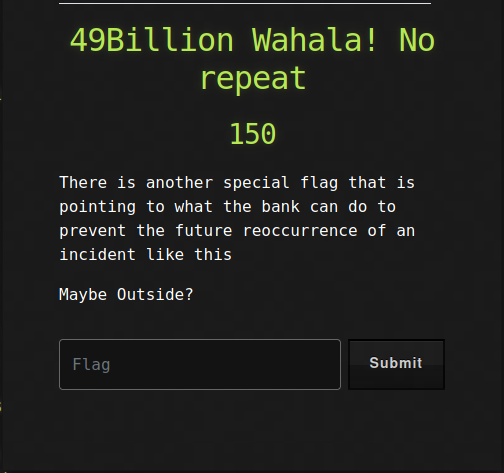 49Billion Wahala! No
repeat
150
There is another special flag that is
pointing to what the bank can do to
prevent the future reoccurrence of an
incident like this
Maybe Outside?
Flag
Submit